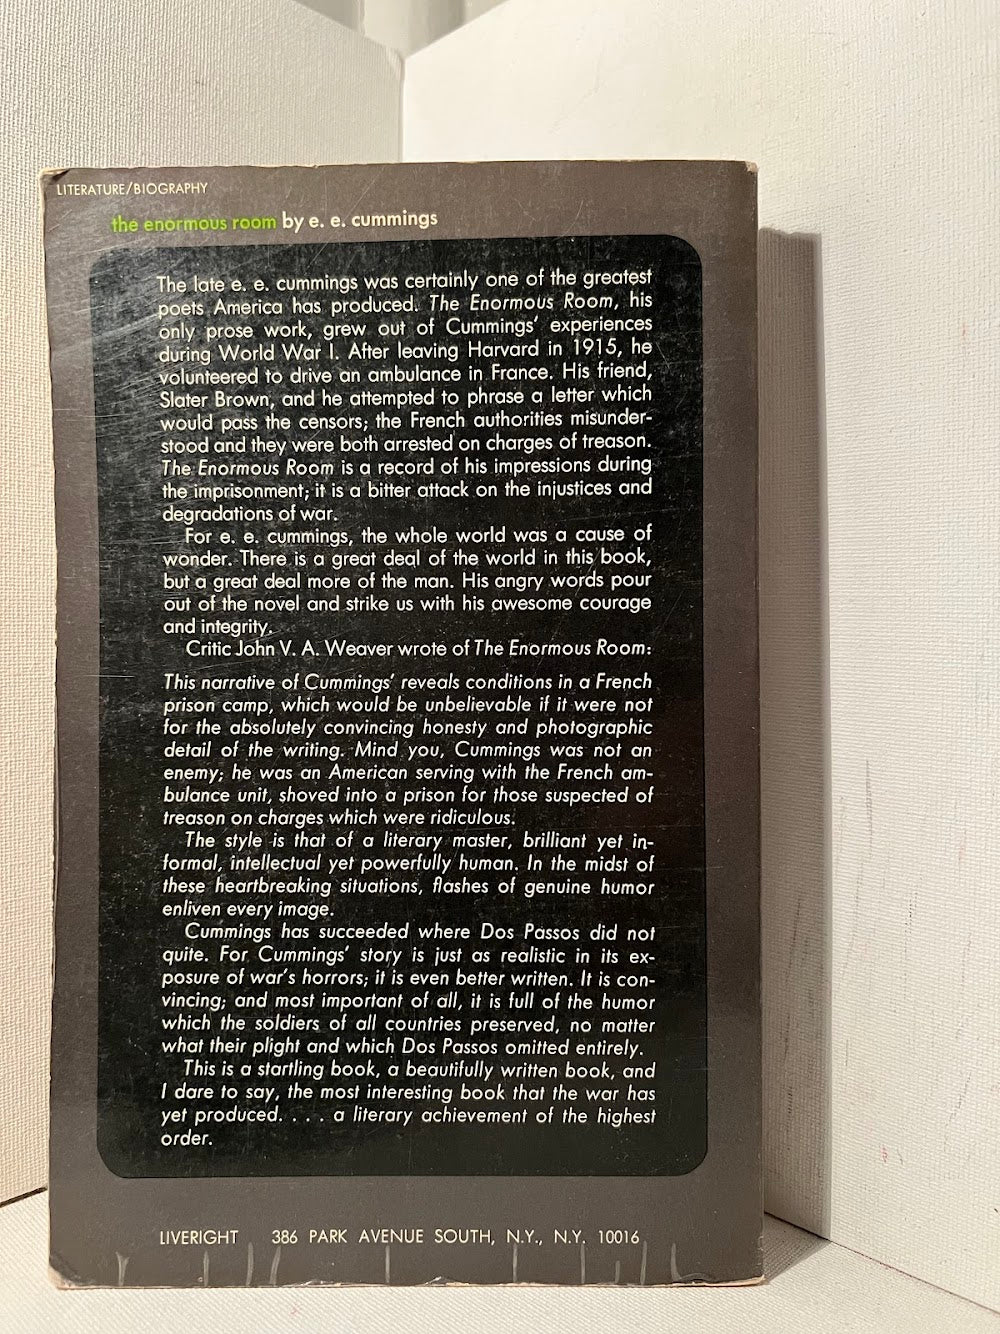 LITERATURE/BIOGRAPHY
the enormous room by e. e. cummings
The late e. e. cummings was certainly one of the greatest
poets America has produced. The Enormous Room, his
only prose work, grew out of Cummings' experiences
during World War I. After leaving Harvard in 1915, he
volunteered to drive an ambulance in France. His friend,
Slater Brown, and he attempted to phrase a letter which
would pass the censors; the French authorities misunder-
stood and they were both arrested on charges of treason.
The Enormous Room is a record of his impressions during
the imprisonment; it is a bitter attack on the injustices and
degradations of war.
For e. e. cummings, the whole world was a cause of
wonder. There is a great deal of the world in this book,
but a great deal more of the man. His angry words pour
out of the novel and strike us with his awesome courage
and integrity.
Critic John V. A. Weaver wrote of The Enormous Room:
This narrative of Cummings' reveals conditions in a French
prison camp, which would be unbelievable if it were not
for the absolutely convincing honesty and photographic
detail of the writing. Mind you, Cummings was not an
enemy; he was an American serving with the French am-
bulance unit, shoved into a prison for those suspected of
treason on charges which were ridiculous.
The style is that of a literary master, brilliant yet in-
formal, intellectual yet powerfully human. In the midst of
these heartbreaking situations, flashes of genuine humor
enliven every image.
Cummings has succeeded where Dos Passos did not
quite. For Cummings' story is just as realistic in its ex-
posure of war's horrors; it is even better written. It is con-
vincing; and most important of all, it is full of the humor
which the soldiers of all countries preserved, no matter
what their plight and which Dos Passos omitted entirely.
This is a startling book, a beautifully written book, and
I dare to say, the most interesting book that the war has
yet produced. . . . a literary achievement of the highest
order.
LIVERIGHT 386 PARK AVENUE SOUTH, N.Y., N.Y. 10016